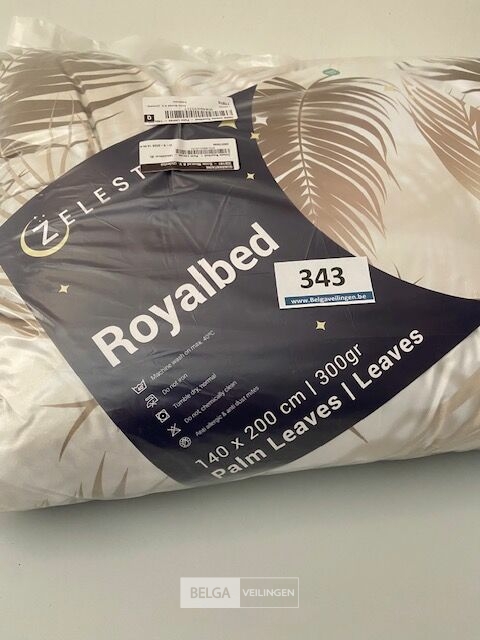 ZELEST
Royalbed
343
www.Belgaveilingen.be
Machine wash on max. 40°C
Do not iron
Tumble dry, normal
Do not chemically clean
Anti allergic & anti dust mites
140 x 200 cm | 300gr
Palm Leaves | Leaves
BELGA VEILINGEN